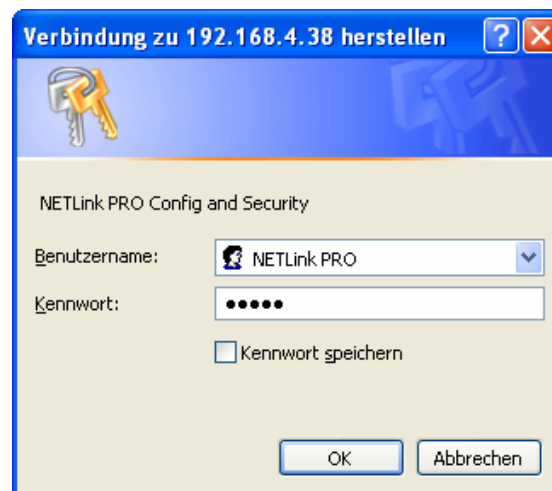 Verbindung zu 192.168.4.38 herstellen
NETLink PRO Config and Security
Benutzername:
NETLink PRO
Kennwort:
•••••
Kennwort speichern
OK
Abbrechen